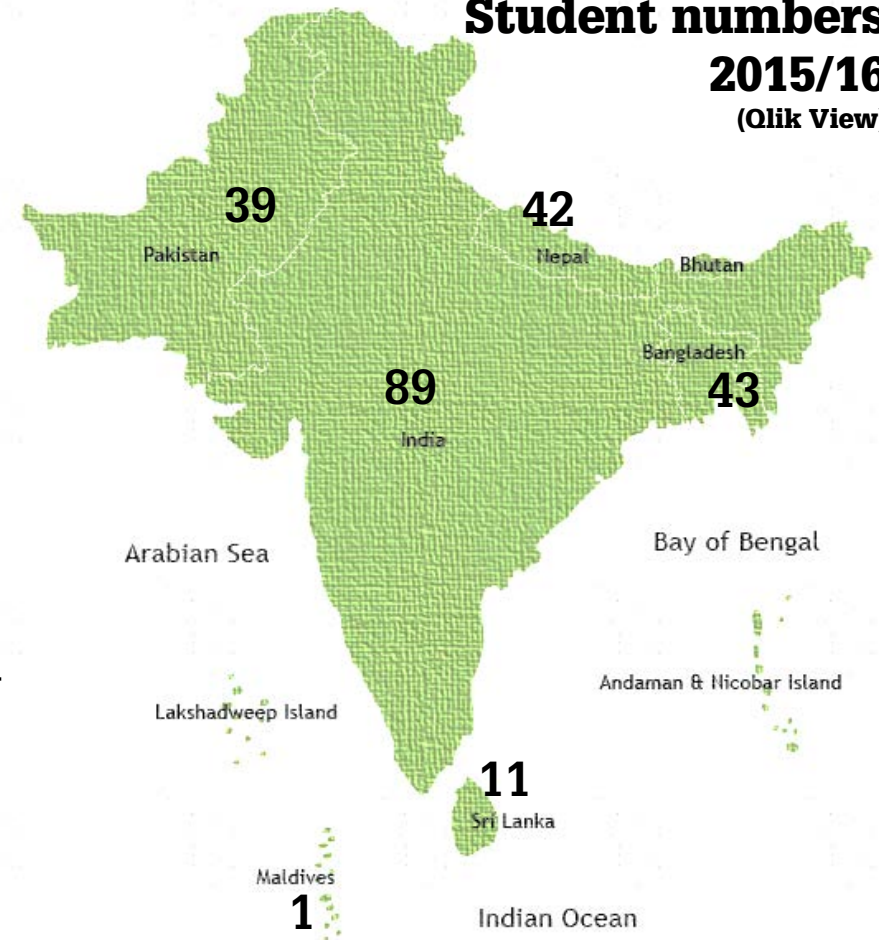 Student numbers
2015/16
(Qlik View)
39
42
Pakistan
Nepal
Bhutan
Bangladesh
89
43
India
Arabian Sea
Bay of Bengal
Andaman & Nicobar Island
Lakshadweep Island
11
Sri Lanka
Maldives
1
Indian Ocean